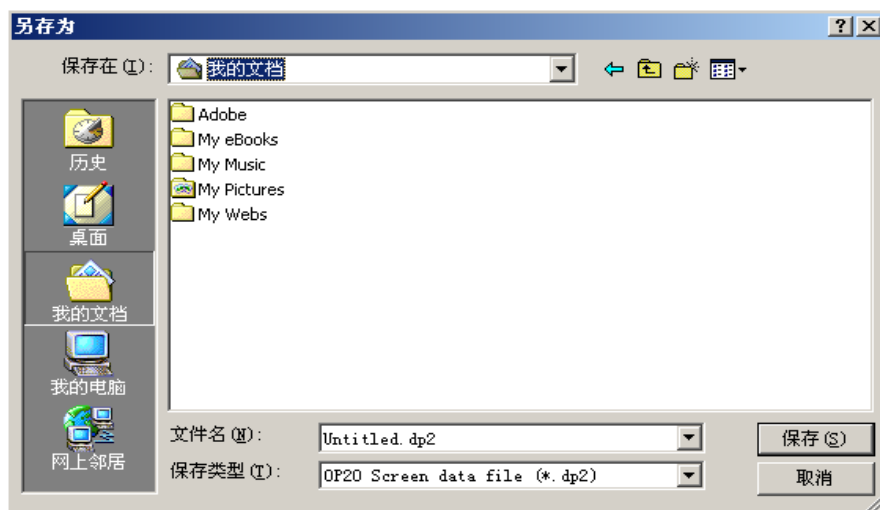 另存为
保存在(I): 我的文档
Adobe
My eBooks
My Music
My Pictures
My Webs
历史
桌面
我的文档
我的电脑
网上邻居
文件名(N): Untitled.dp2
保存(S)
保存类型(T): OP20 Screen data file (*.dp2)
取消